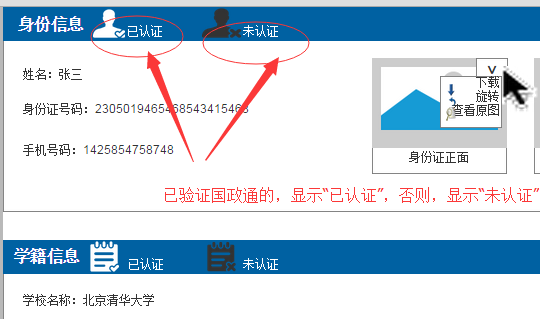 身份信息 已认证 未认证
姓名：张三
身份证号码：230501946546854341546
手机号码：1425854758748
v
下载
旋转
查看原图
身份证正面
已验证国政通的，显示“已认证”，否则，显示“未认证”
学籍信息 已认证 未认证
学校名称：北京清华大学